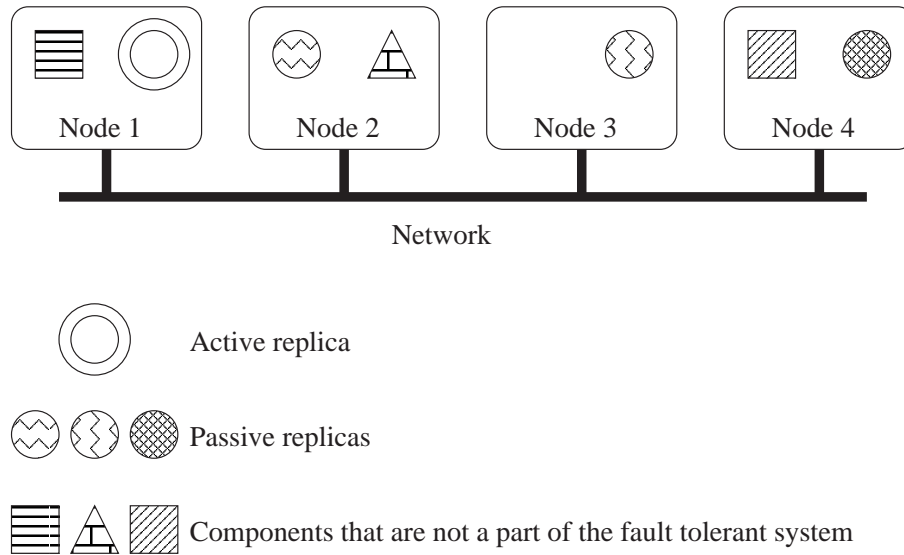 Node 1
Node 2
Node 3
Node 4
Network
Active replica
Passive replicas
Components that are not a part of the fault tolerant system